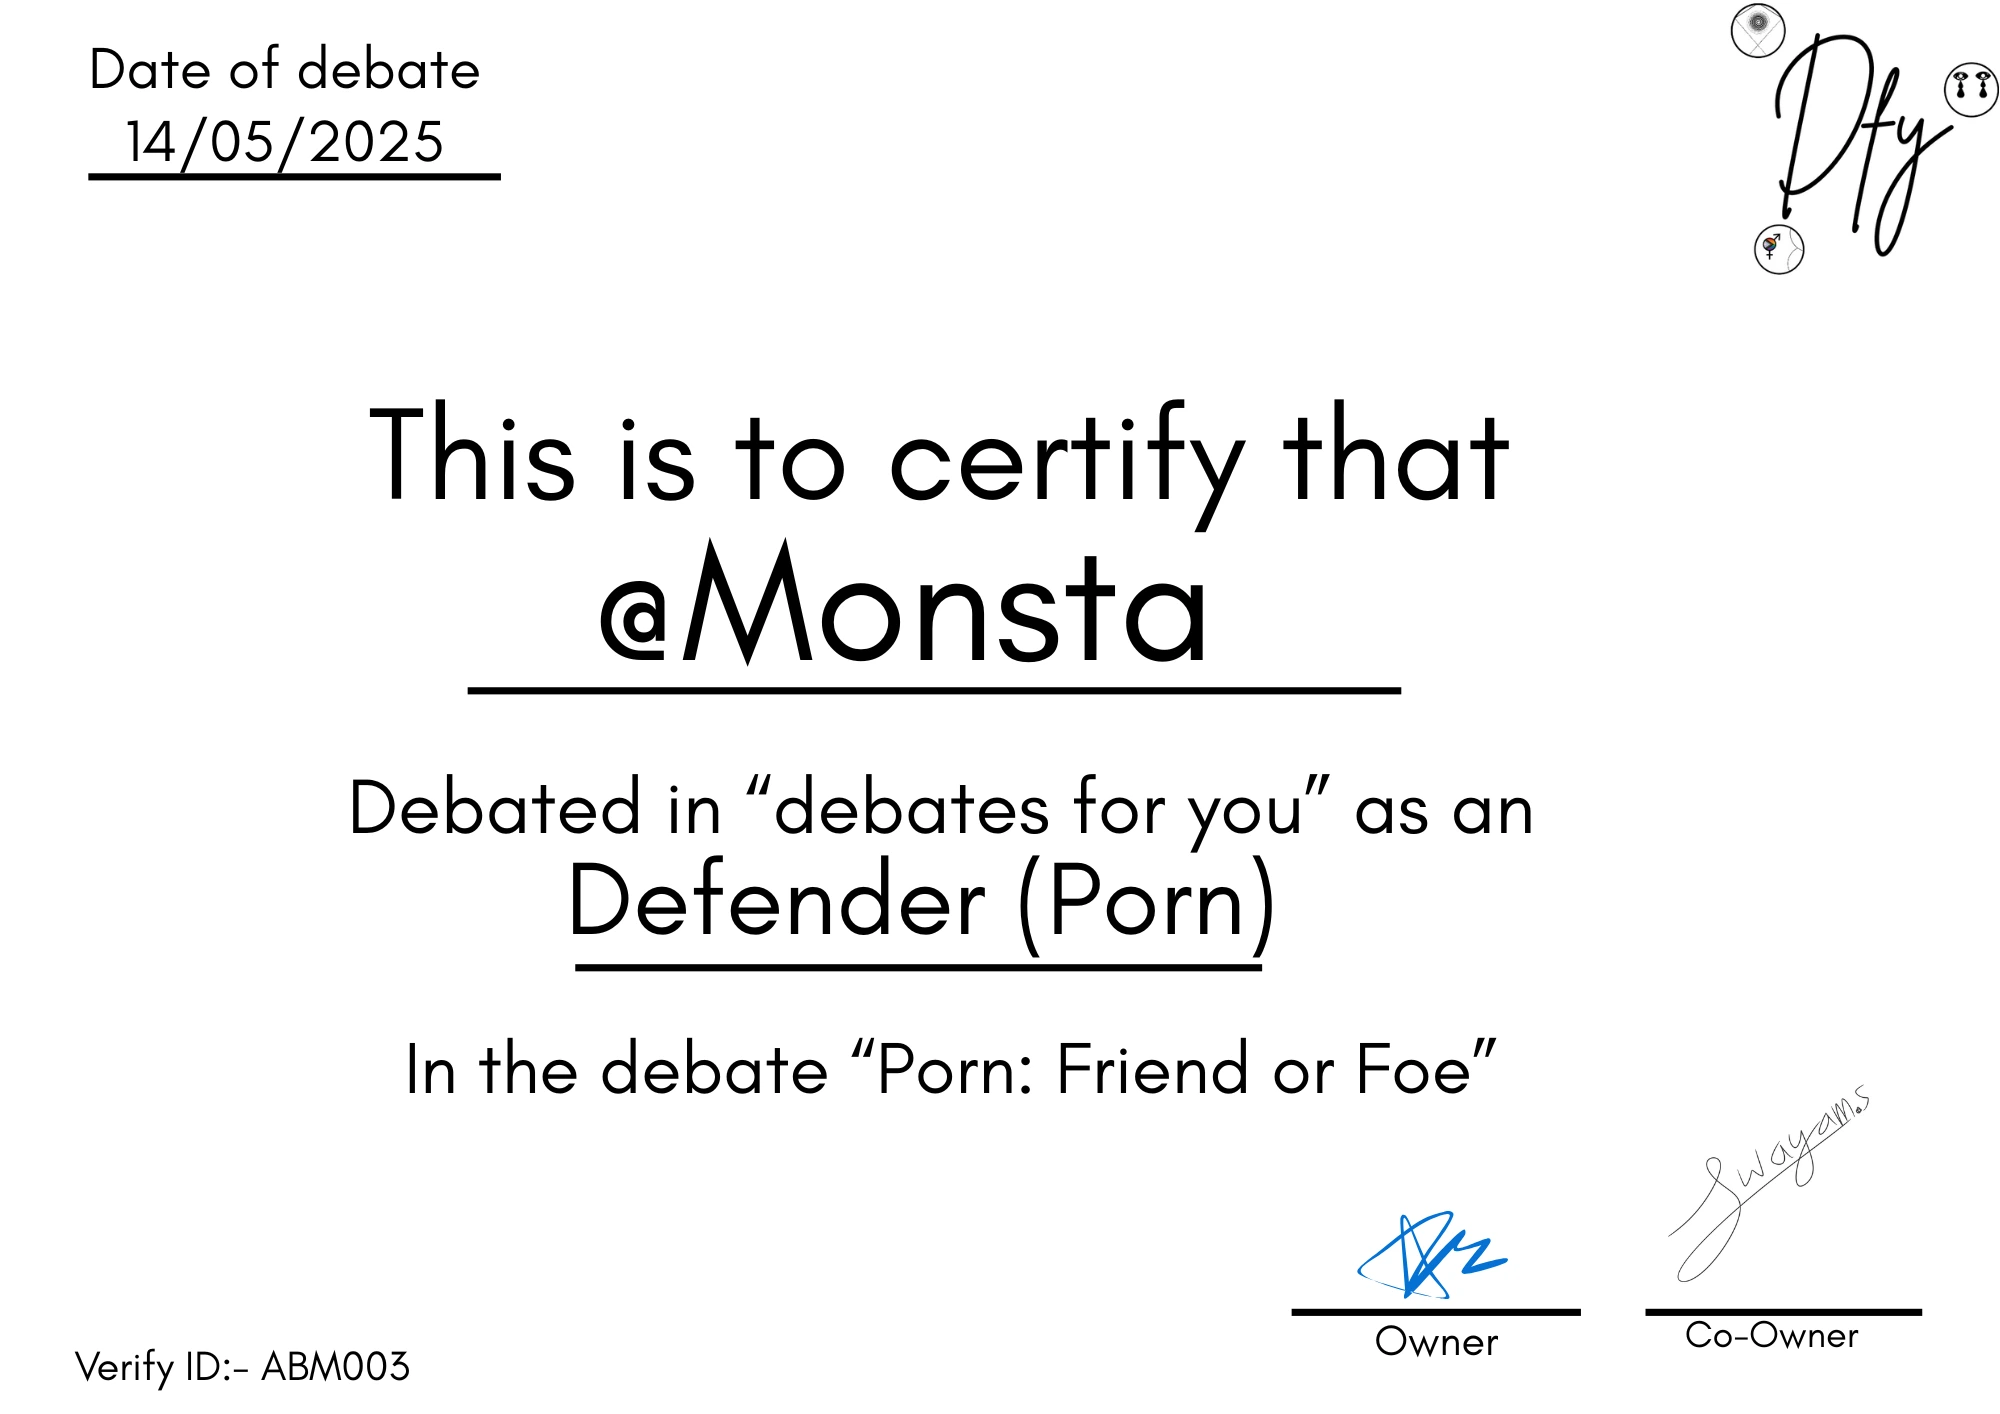 Date of debate
14/05/2025
Dfy
This is to certify that
@Monsta
Debated in “debates for you” as an
Defender (Porn)
In the debate “Porn: Friend or Foe”
Swayam.s
Owner
Co-Owner
Verify ID:- ABM003